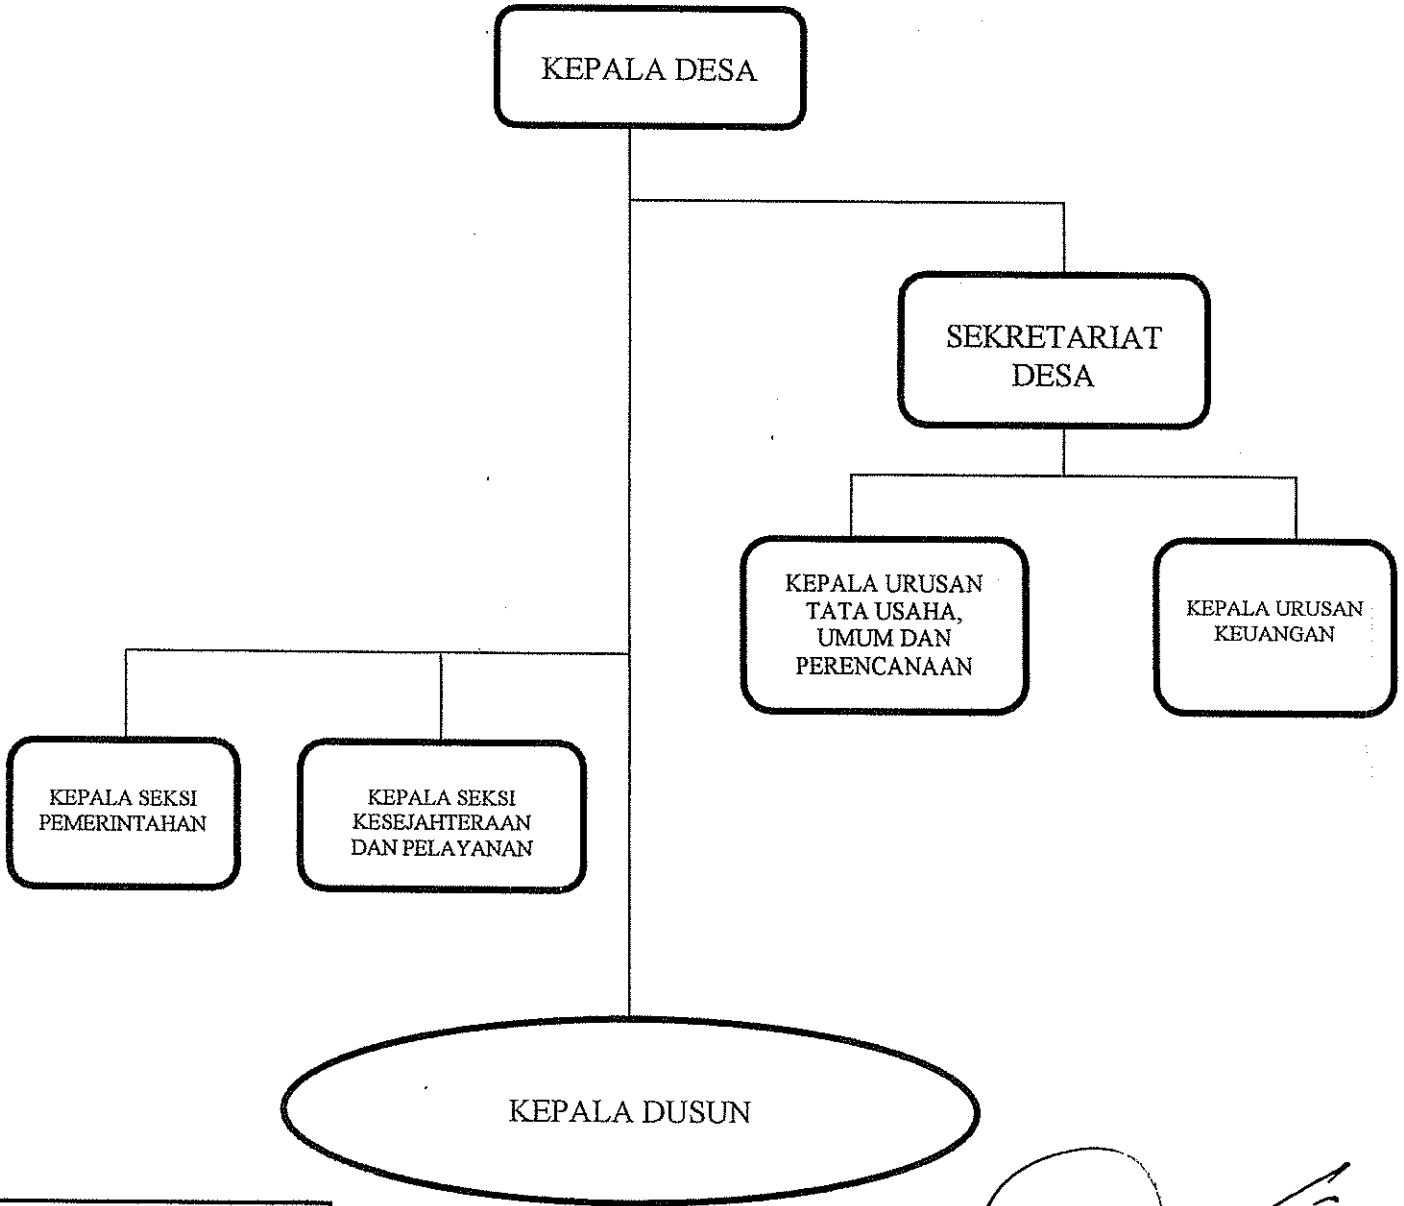 KEPALA DESA
SEKRETARIAT
DESA
KEPALA URUSAN
TATA USAHA,
UMUM DAN
PERENCANAAN
KEPALA URUSAN
KEUANGAN
KEPALA SEKSI
PEMERINTAHAN
KEPALA SEKSI
KESEJAHTERAAN
DAN PELAYANAN
KEPALA DUSUN